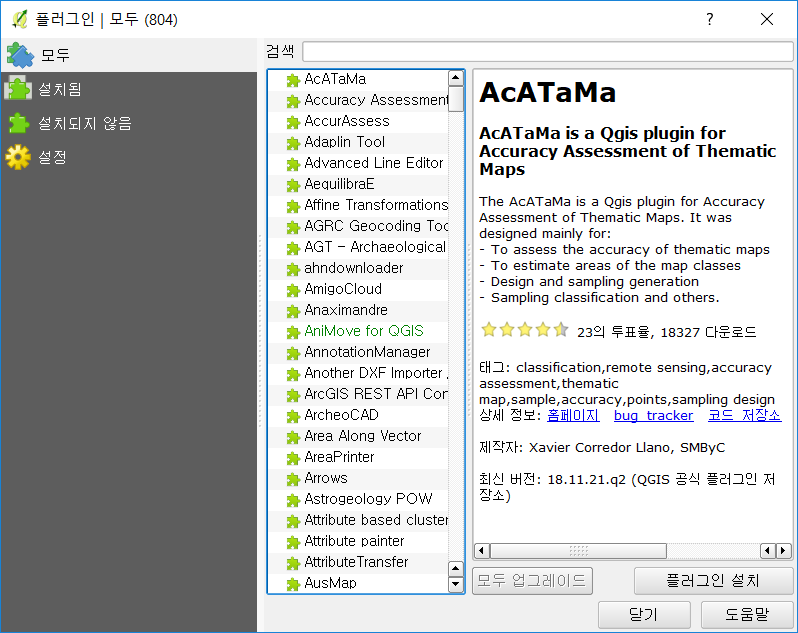 플러그인 | 모두 (804)
?
모두
설치됨
설치되지 않음
설정
검색
AcATaMa
Accuracy Assessment
AccurAssess
Adaplin Tool
Advanced Line Editor
AequilibraE
Affine Transformations
AGRC Geocoding Too
AGT - Archaeological
ahndownloader
AmigoCloud
Anaximandre
AniMove for QGIS
AnnotationManager
Another DXF Importer
ArcGIS REST API Con
ArcheoCAD
Area Along Vector
AreaPrinter
Arrows
Astrogeology POW
Attribute based cluster
Attribute painter
AttributeTransfer
AusMap
AcATaMa
AcATaMa is a Qgis plugin for
Accuracy Assessment of Thematic
Maps
The AcATaMa is a Qgis plugin for Accuracy
Assessment of Thematic Maps. It was
designed mainly for:
- To assess the accuracy of thematic maps
- To estimate areas of the map classes
- Design and sampling generation
- Sampling classification and others.
23의 투표율, 18327 다운로드
태그: classification,remote sensing,accuracy
assessment,thematic
map,sample,accuracy,points,sampling design
상세 정보: 홈페이지 bug tracker 코드 저장소
제작자: Xavier Corredor Llano, SMByC
최신 버전: 18.11.21.q2 (QGIS 공식 플러그인 저
장소)
모두 업그레이드
플러그인 설치
닫기
도움말